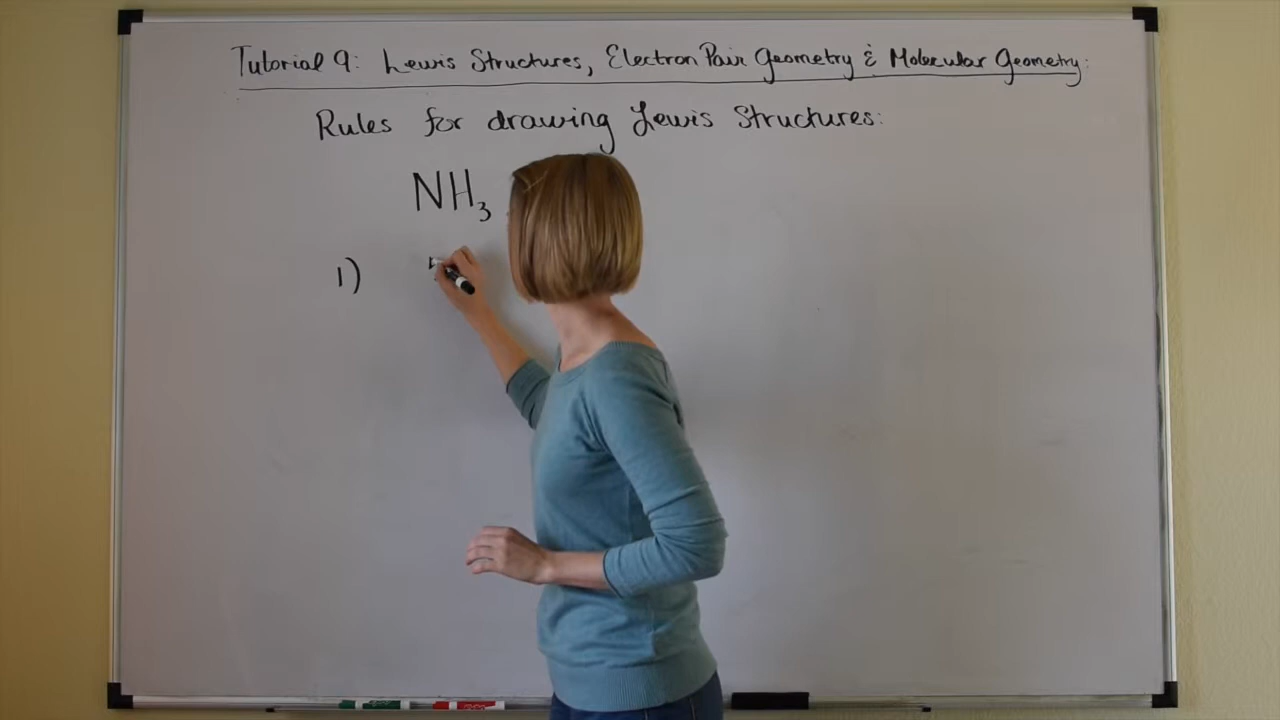 Tutorial 9: Lewis Structures, Electron Pair Geometry & Molecular Geometry:
Rules for drawing Lewis Structures:
NH₃
1)